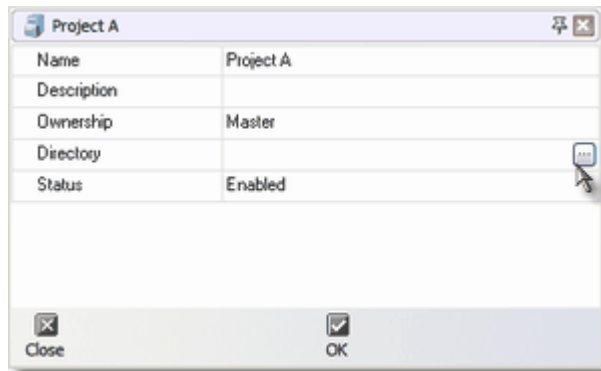 Project A
Name Project A
Description
Ownership Master
Directory ...
Status Enabled
Close OK